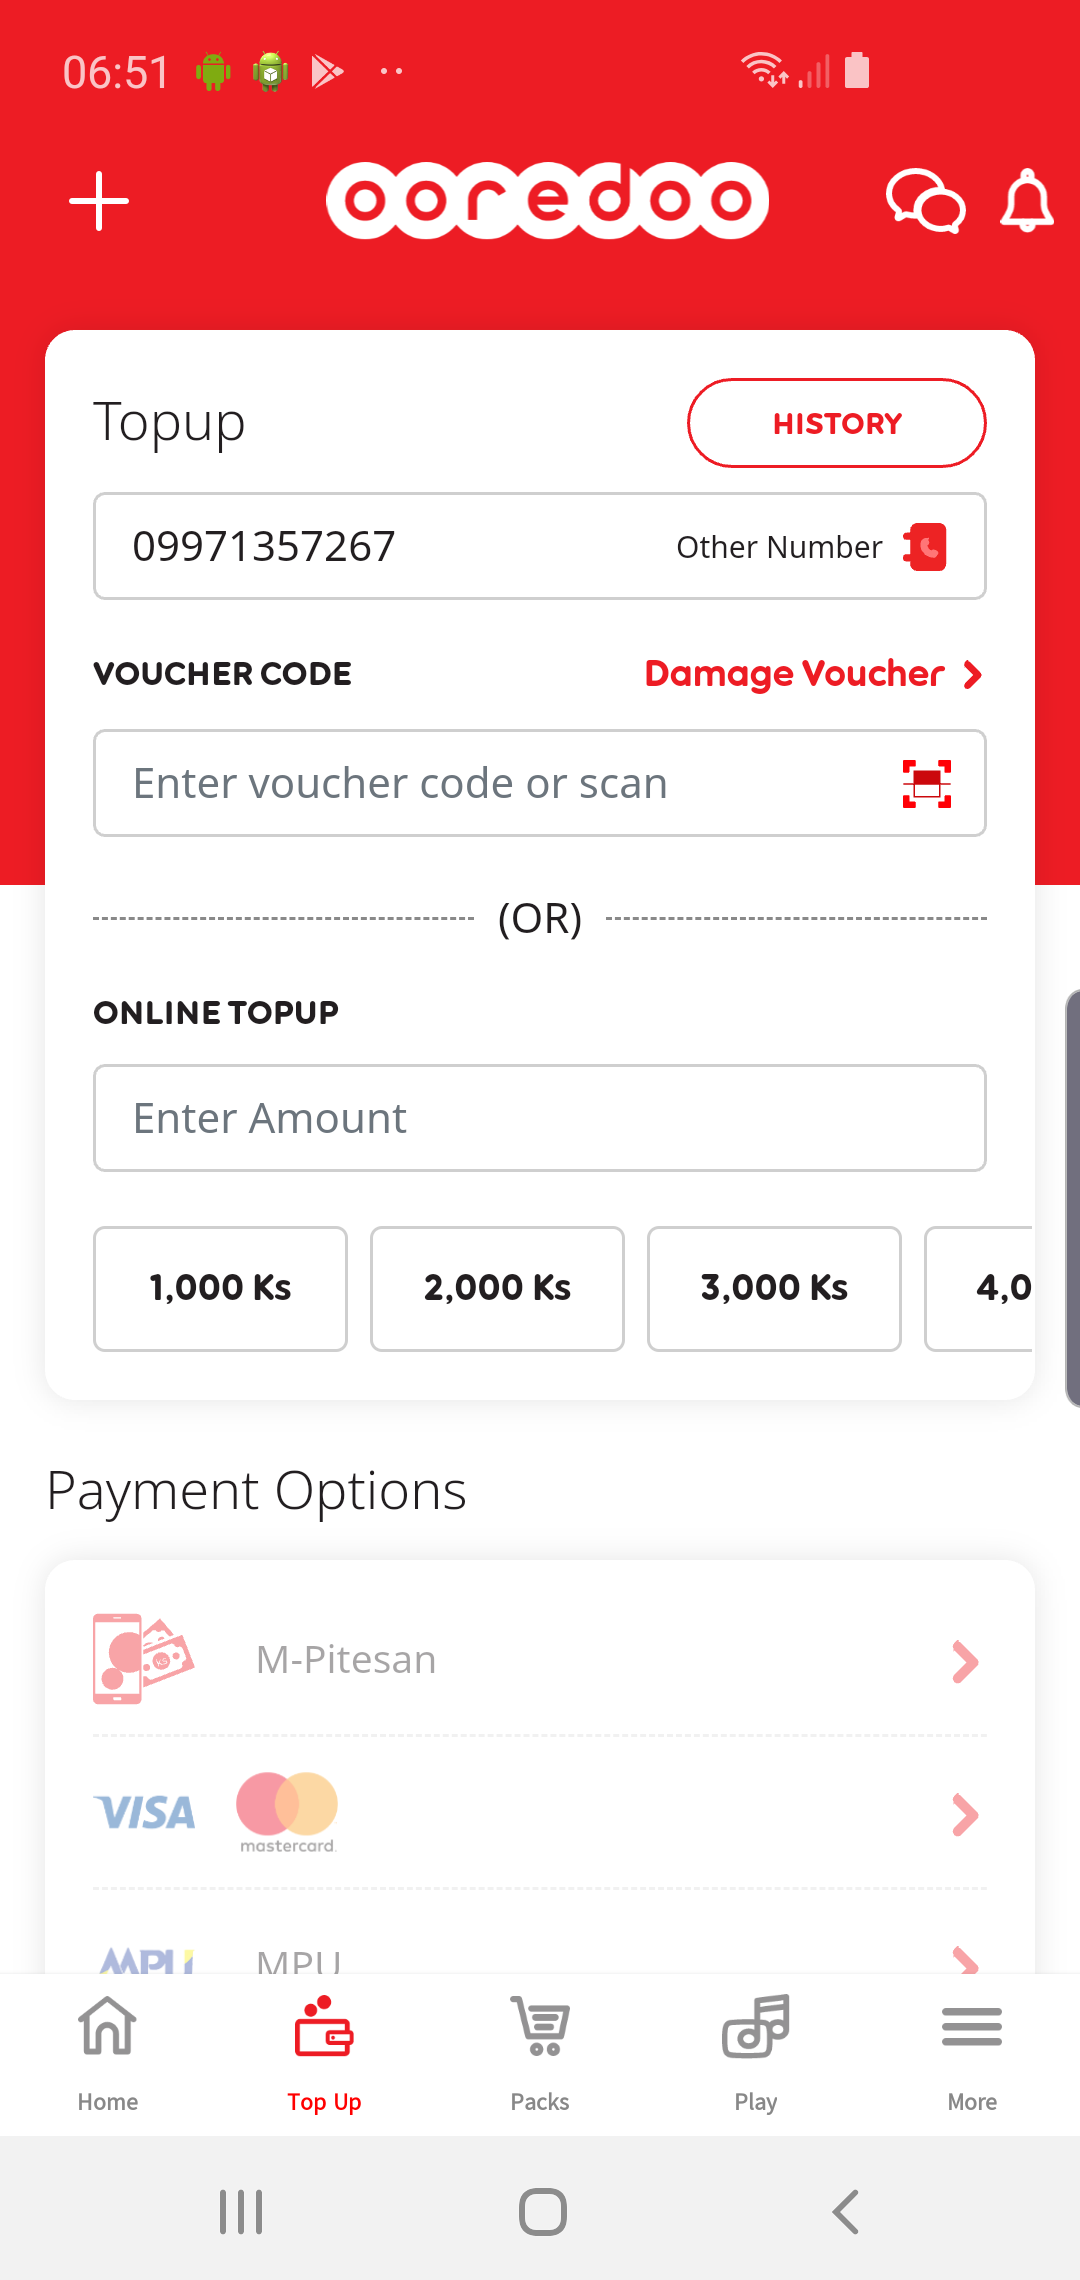 06:51
ooredoo
Topup
HISTORY
09971357267
Other Number
VOUCHER CODE
Damage Voucher
Enter voucher code or scan
(OR)
ONLINE TOPUP
Enter Amount
1,000 Ks
2,000 Ks
3,000 Ks
4,0
Payment Options
Ks
M-Pitesan
VISA
mastercard.
MPU
MPU
Home
Top Up
Packs
Play
More